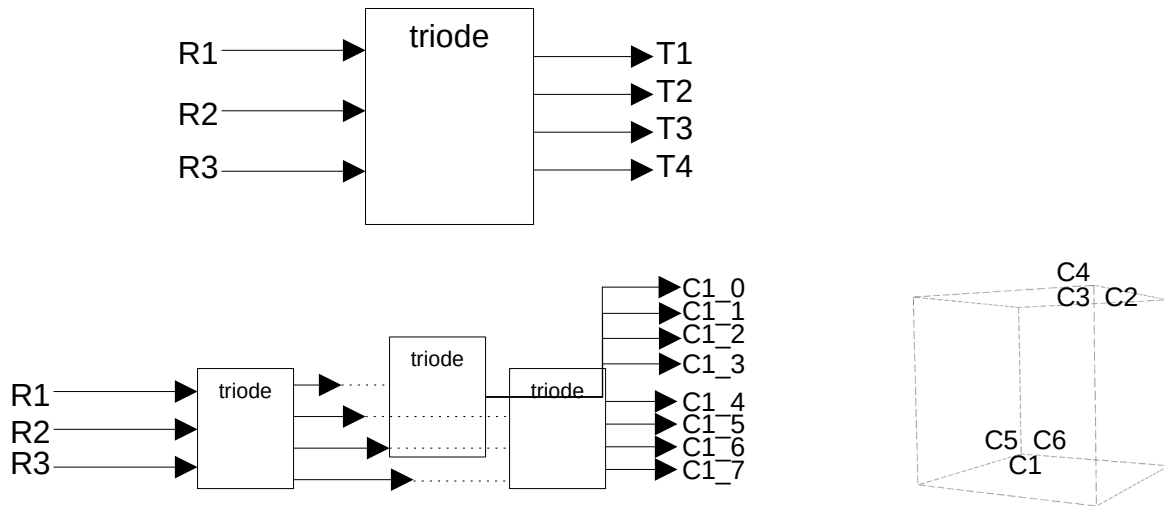 triode
R1
R2
R3
T1
T2
T3
T4
triode
triode
triode
R1
R2
R3
C1_0
C1_1
C1_2
C1_3
C1_4
C1_5
C1_6
C1_7
C4
C3 C2
C5 C6
C1